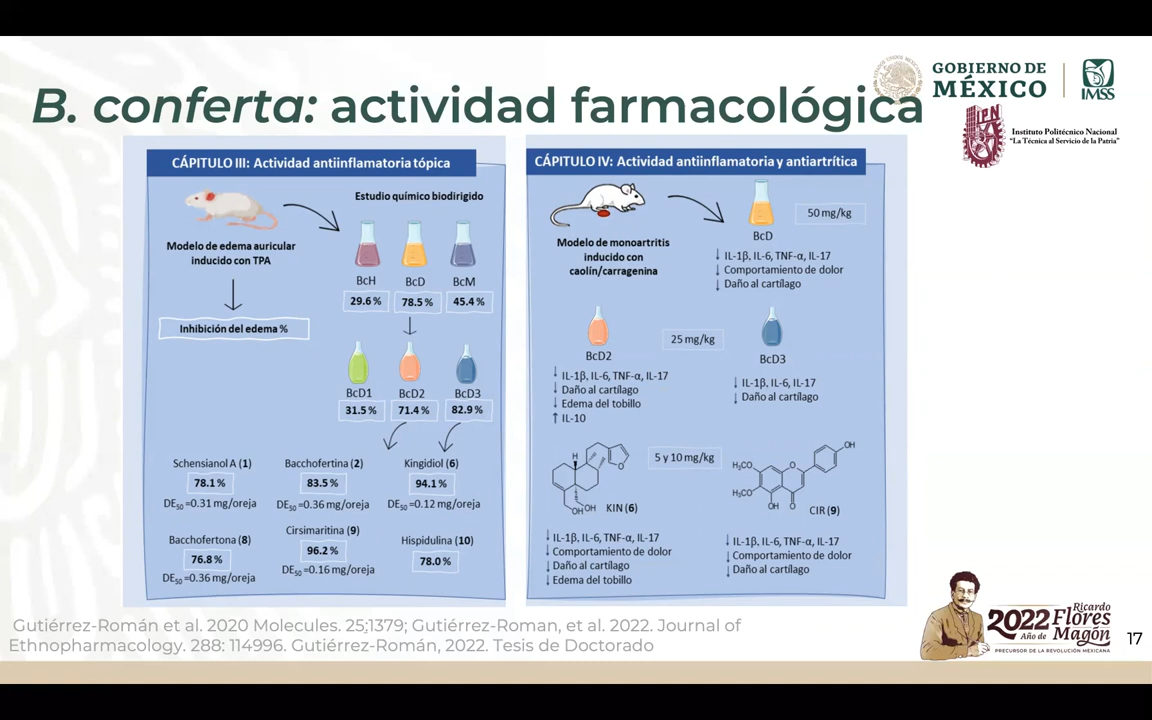 B. conferta: actividad farmacológica
GOBIERNO DE
MÉXICO
IMSS
IPN
Instituto Politécnico Nacional
"La Técnica al Servicio de la Patria"
CÁPITULO III: Actividad antiinflamatoria tópica
Estudio químico biodirigido
Modelo de edema auricular
inducido con TPA
BcH
BcD
BcM
29.6 %
78.5 %
45.4 %
Inhibición del edema %
BcD1
BcD2
BcD3
31.5 %
71.4 %
82.9 %
Schensianol A (1)
78.1 %
DE50 =0.31 mg/oreja
Bacchofertina (2)
83.5 %
DE50 =0.36 mg/oreja
Kingidiol (6)
94.1 %
DE50 =0.12 mg/oreja
Bacchofertona (8)
76.8 %
DE50 =0.36 mg/oreja
Cirsimaritina (9)
96.2 %
DE50 =0.16 mg/oreja
Hispidulina (10)
78.0 %
CÁPITULO IV: Actividad antiinflamatoria y antiartrítica
Modelo de monoartritis
inducido con
caolín/carragenina
BcD
50 mg/kg
↓ IL-1β, IL-6, TNF-α, IL-17
↓ Comportamiento de dolor
↓ Daño al cartílago
BcD2
25 mg/kg
BcD3
↓ IL-1β, IL-6, TNF-α, IL-17
↓ Daño al cartílago
↓ Edema del tobillo
↑ IL-10
↓ IL-1β, IL-6, IL-17
↓ Daño al cartílago
5 y 10 mg/kg
H
O
OH
OH
KIN (6)
H3CO
H3CO
OH
O
O
OH
CIR (9)
↓ IL-1β, IL-6, TNF-α, IL-17
↓ Comportamiento de dolor
↓ Daño al cartílago
↓ Edema del tobillo
↓ IL-1β, IL-6, TNF-α, IL-17
↓ Comportamiento de dolor
↓ Daño al cartílago
Gutiérrez-Román et al. 2020 Molecules. 25;1379; Gutiérrez-Roman, et al. 2022. Journal of
Ethnopharmacology. 288: 114996. Gutiérrez-Román, 2022. Tesis de Doctorado
2022 Ricardo
Año de Flores
Magón
PRECURSOR DE LA REVOLUCIÓN MEXICANA
17